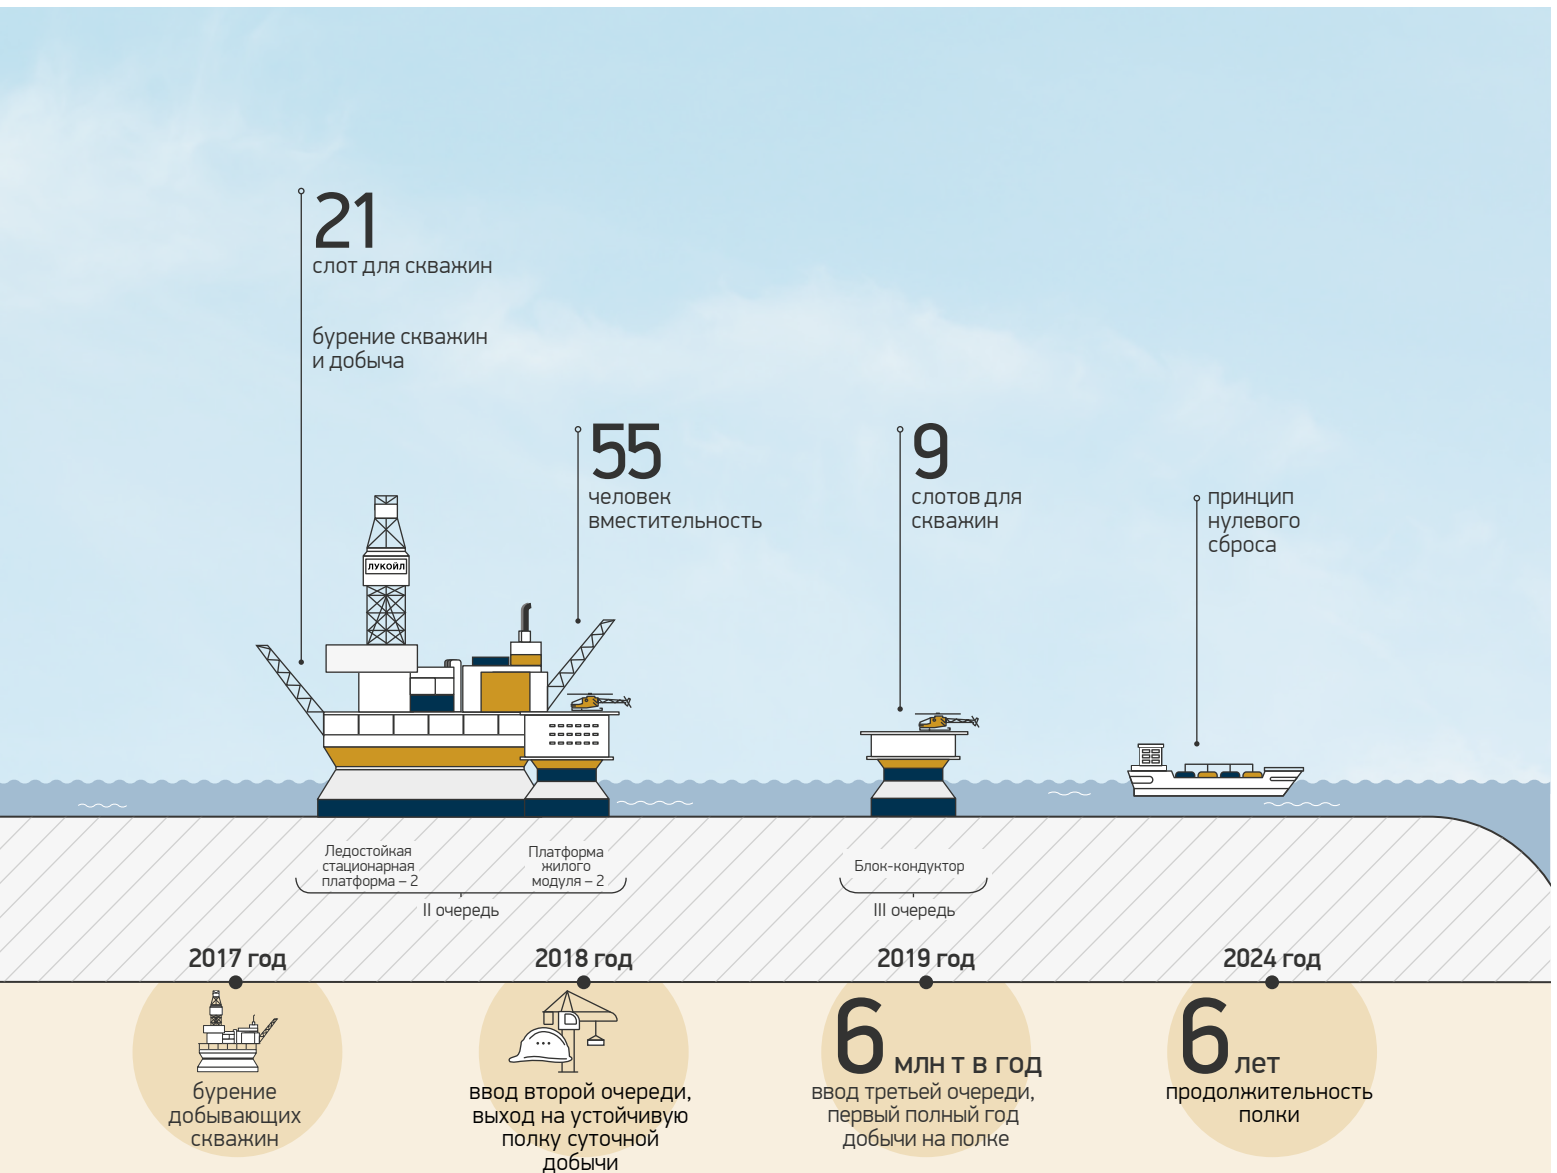 21
слот для скважин
бурение скважин
и добыча
55
человек
вместительность
9
слотов для
скважин
принцип
нулевого
сброса
ЛУКОЙЛ
Ледостойкая
стационарная
платформа – 2
Платформа
жилого
модуля – 2
II очередь
Блок-кондуктор
III очередь
2017 год
бурение
добывающих
скважин
2018 год
ввод второй очереди,
выход на устойчивую
полку суточной
добычи
2019 год
6 млн т в год
ввод третьей очереди,
первый полный год
добычи на полке
2024 год
6 лет
продолжительность
полки